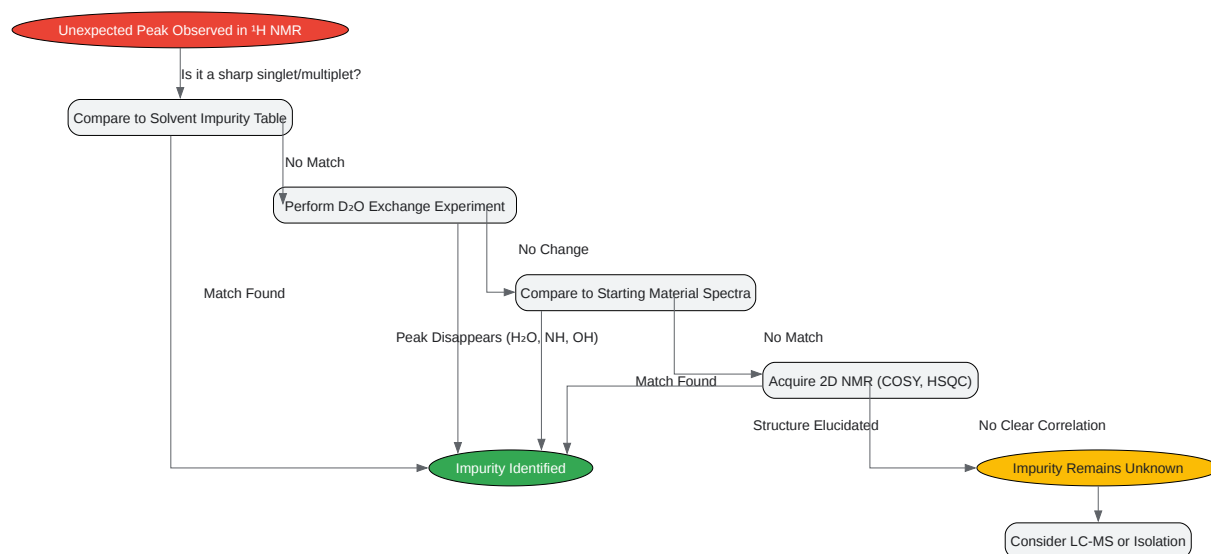 Unexpected Peak Observed in ¹H NMR
Is it a sharp singlet/multiplet?
Compare to Solvent Impurity Table
No Match
Perform D₂O Exchange Experiment
No Change
Match Found
Compare to Starting Material Spectra
Peak Disappears (H₂O, NH, OH)
No Match
Match Found
Acquire 2D NMR (COSY, HSQC)
Structure Elucidated
No Clear Correlation
Impurity Identified
Impurity Remains Unknown
Consider LC-MS or Isolation